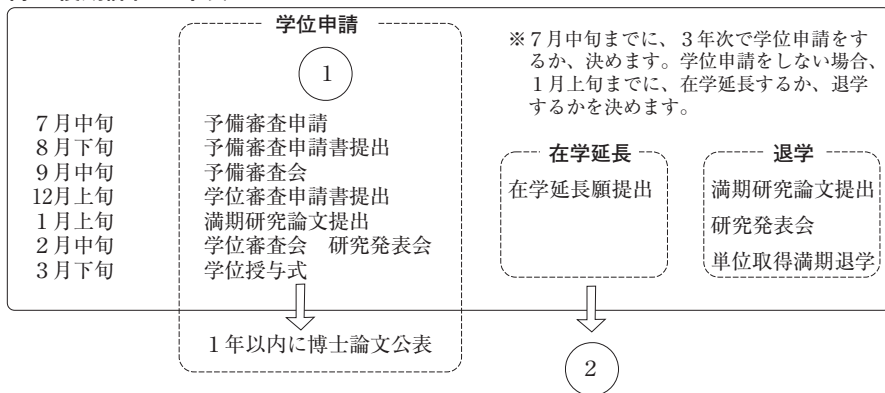 学位申請
1
※７月中旬までに、３年次で学位申請をす
るか、決めます。学位申請をしない場合、
１月上旬までに、在学延長するか、退学
するかを決めます。
７月中旬 予備審査申請
８月下旬 予備審査申請書提出
９月中旬 予備審査会
12月上旬 学位審査申請書提出
１月上旬 満期研究論文提出
２月中旬 学位審査会 研究発表会
３月下旬 学位授与式
１年以内に博士論文公表
在学延長
在学延長願提出
2
退学
満期研究論文提出
研究発表会
単位取得満期退学